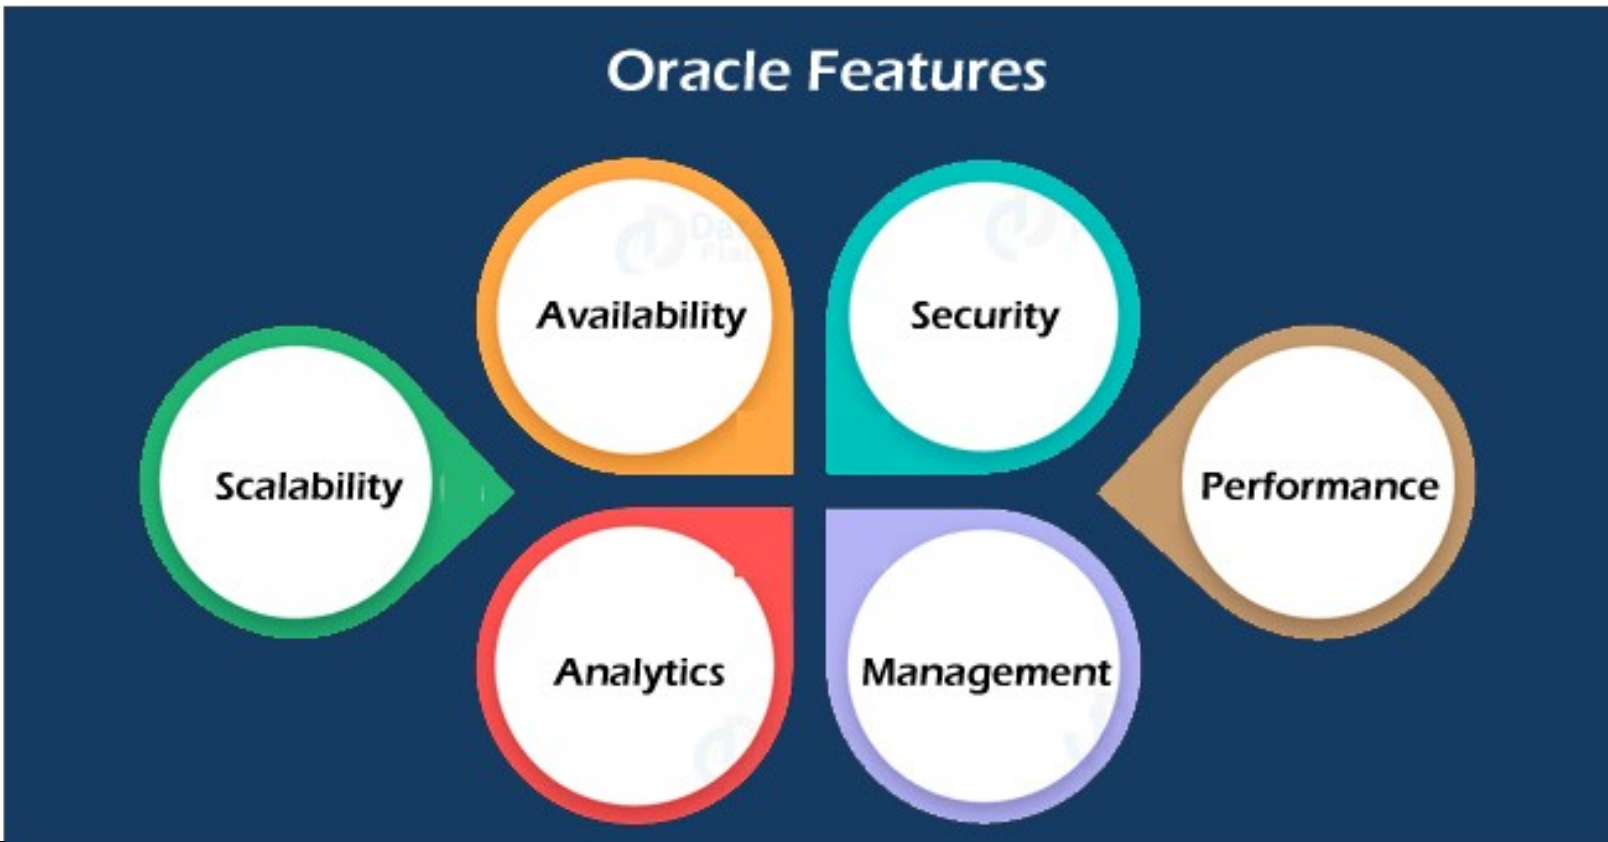 Oracle Features
Availability
Security
Scalability
Performance
Analytics
Management